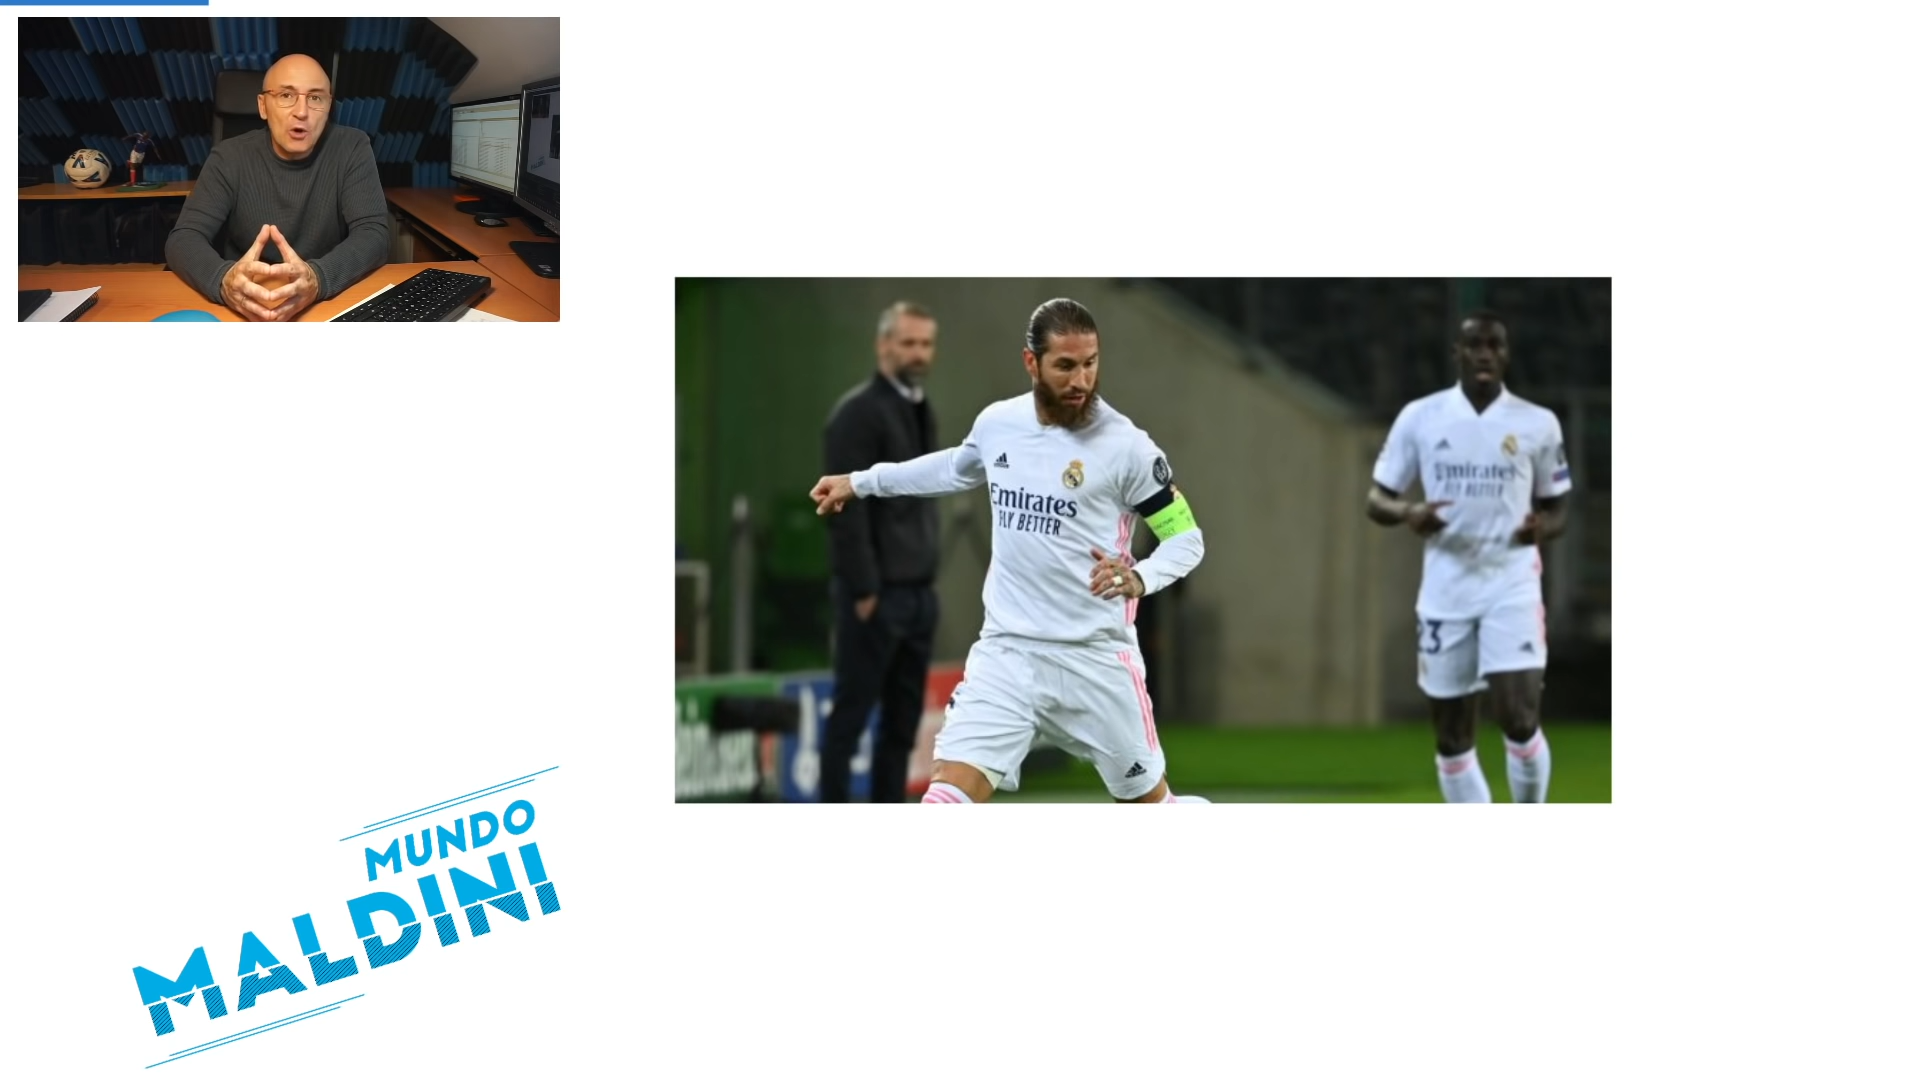 Emirates
FLY BETTER
Emirates
FLY BETTER
23
MUNDO
MALDINI